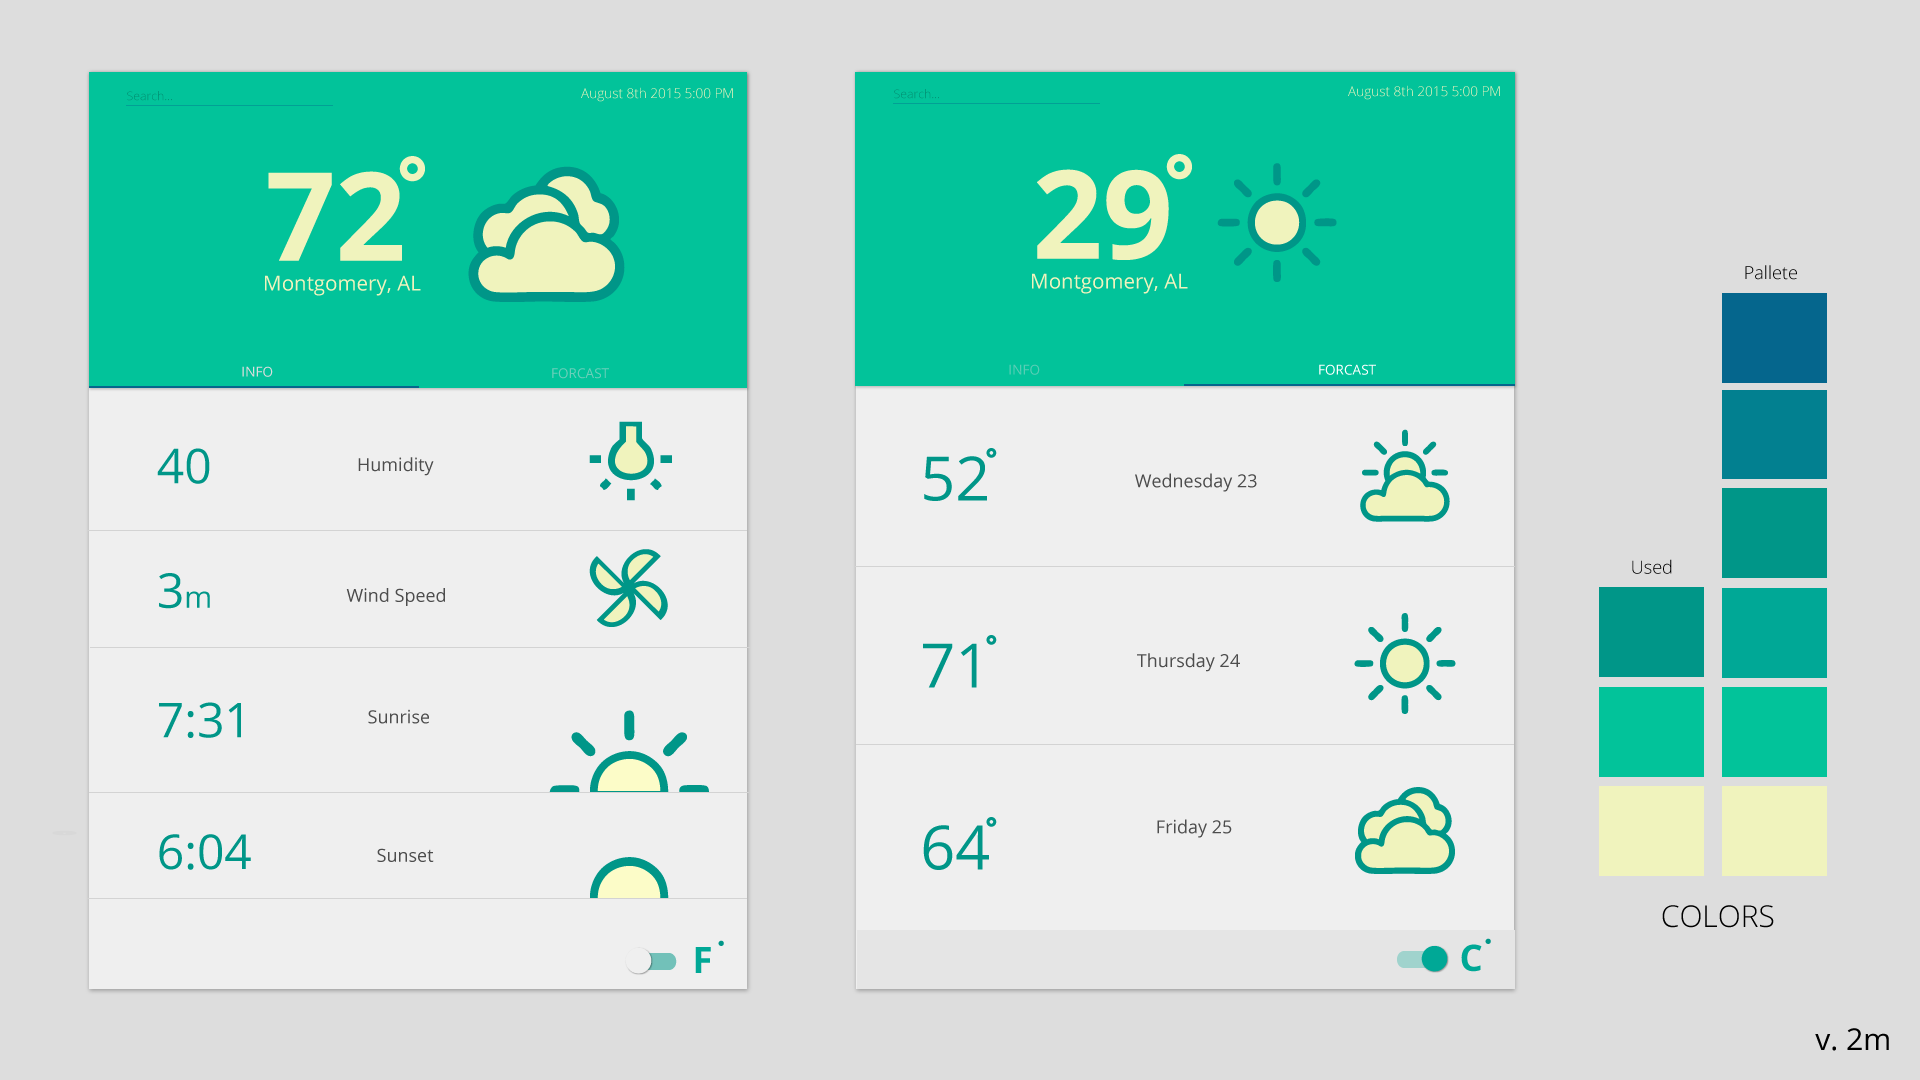 Search...
August 8th 2015 5:00 PM
72°
Montgomery, AL
INFO
FORCAST
40
Humidity
3m
Wind Speed
7:31
Sunrise
6:04
Sunset
F°
Search...
August 8th 2015 5:00 PM
29°
Montgomery, AL
INFO
FORCAST
52°
Wednesday 23
71°
Thursday 24
64°
Friday 25
C°
Pallete
Used
COLORS
v. 2m